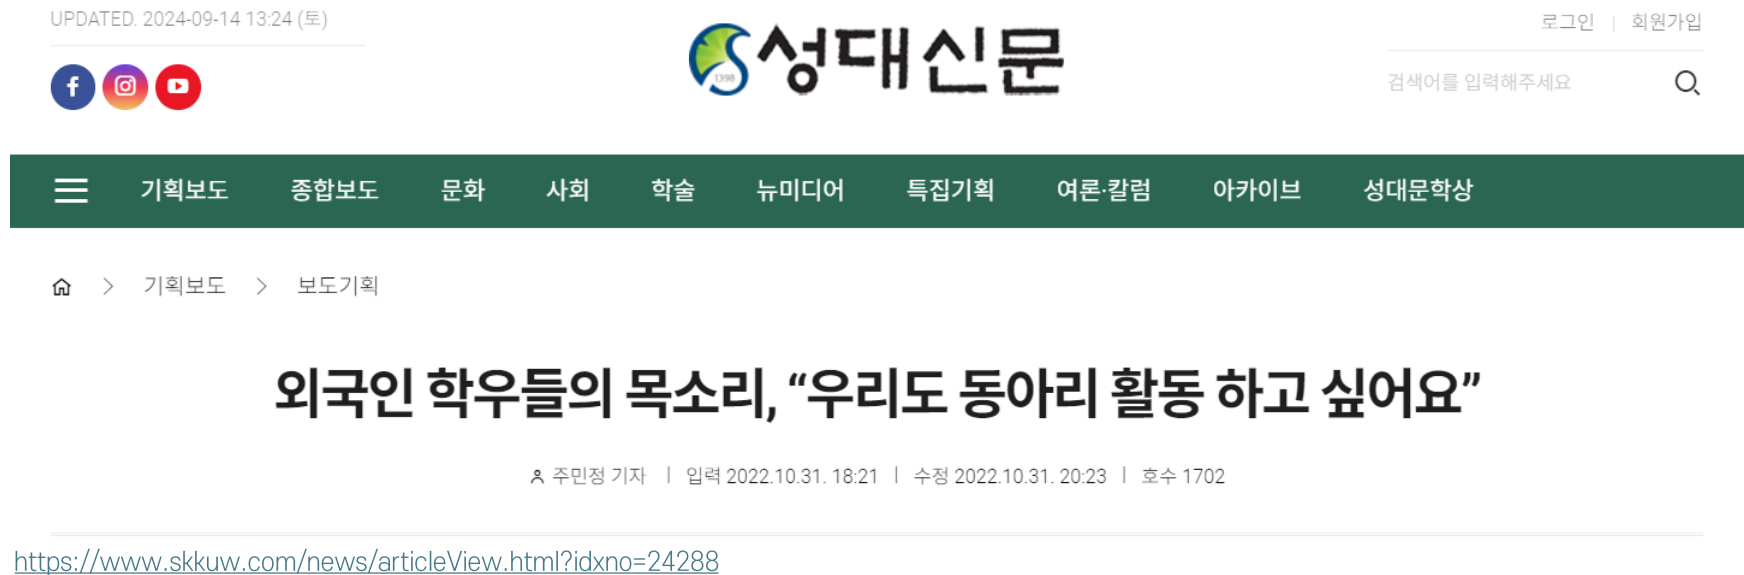 UPDATED. 2024-09-14 13:24 (토)
로그인 | 회원가입
1398 성대신문
검색어를 입력해주세요
기획보도 종합보도 문화 사회 학술 뉴미디어 특집기획 여론·칼럼 아카이브 성대문학상
기획보도 > 보도기획
외국인 학우들의 목소리, “우리도 동아리 활동 하고 싶어요”
주민정 기자 | 입력 2022.10.31. 18:21 | 수정 2022.10.31. 20:23 | 호수 1702
https://www.skkuw.com/news/articleView.html?idxno=24288